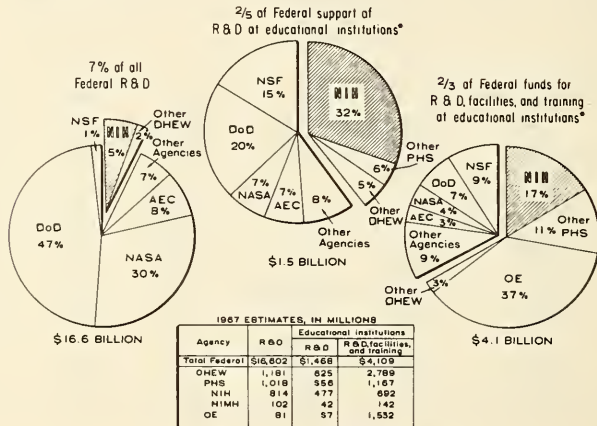 7% of all
Federal R&D
NSF
1%
NIH
5%
Other
DHEW
2%
Other
Agencies
7%
AEC
8%
NASA
30%
DoD
47%
$16.6 BILLION
2/5 of Federal support of
R&D at educational institutions*
NSF
15%
NIH
32%
Other
PHS
6%
5%
Other
DHEW
8%
Other
Agencies
7%
AEC
7%
NASA
DoD
20%
$1.5 BILLION
2/3 of Federal funds for
R&D, facilities, and training
at educational institutions*
NSF
9%
NIH
17%
Other
PHS
11%
OE
37%
3%
Other
DHEW
Other
Agencies
9%
AEC 3%
NASA 4%
DoD
7%
$4.1 BILLION
1967 ESTIMATES, IN MILLIONS
Agency R&D Educational institutions
R&D R&D, facilities, and training
Total Federal $16,602 $1,468 $4,109
DHEW 1,181 625 2,789
PHS 1,018 556 1,167
NIH 814 477 692
NIMH 102 42 142
OE 81 57 1,532